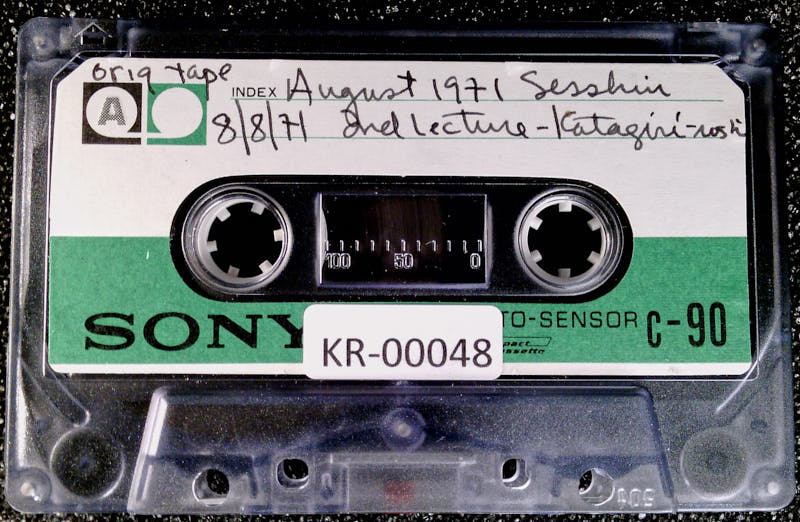 orig tape
INDEX August 1971 Sesshin
A
8/8/71 2nd Lecture - Katagiri-roshi
100 50 0
SONY TO-SENSOR C-90
KR-00048